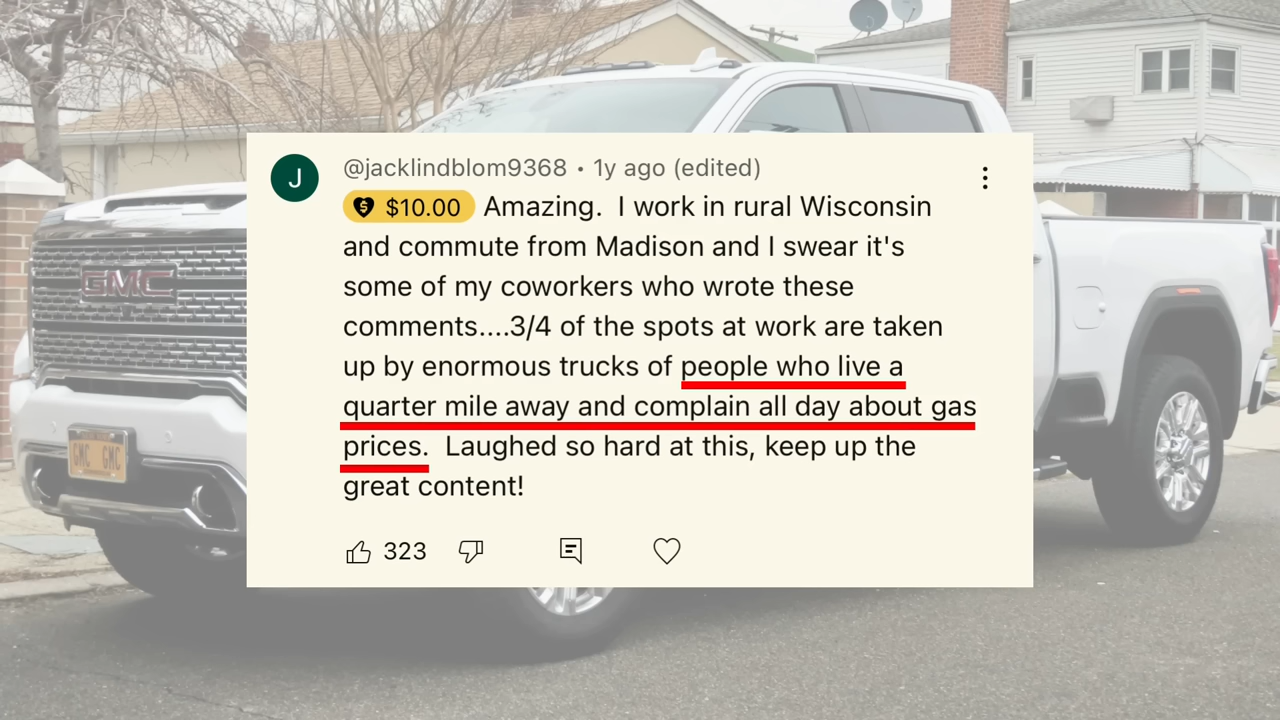 J
@jacklindblom9368 • 1y ago (edited)
$10.00 Amazing.  I work in rural Wisconsin
and commute from Madison and I swear it's
some of my coworkers who wrote these
comments....3/4 of the spots at work are taken
up by enormous trucks of people who live a
quarter mile away and complain all day about gas
prices.  Laughed so hard at this, keep up the
great content!
323
GMC
GMC GMC